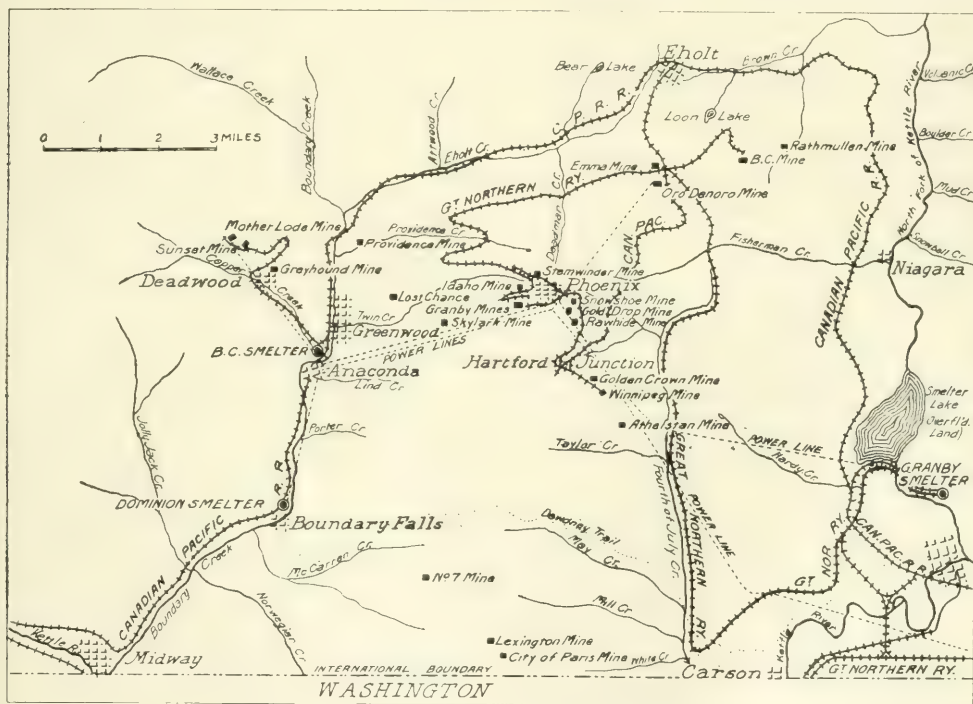 Eholt
Brown Cr.
Wallace Creek
Boundary Creek
Attwood Cr.
Bear Lake
C. P. R. R.
Loon Lake
Volcanic Cr.
0 1 2 3 MILES
Eholt Cr.
Emma Mine
B.C. Mine
Rathmullen Mine
Boulder Cr.
North Fork of Kettle River
Oro Denoro Mine
Mud Cr.
GT NORTHERN RY.
Deadman Cr.
CAN. PAC.
CANADIAN PACIFIC R. R.
Mother Lode Mine
Sunset Mine
Providence Cr.
Providence Mine
Fisherman Cr.
Snowball Cr.
Niagara
Copper Creek
Greyhound Mine
Deadwood
Stemwinder Mine
Idaho Mine
Phoenix
Last Chance
Granby Mines
Snowshoe Mine
Gold Drop Mine
Twin Cr.
Greenwood
Skylark Mine
Rawhide Mine
B.C. SMELTER
POWER LINES
Anaconda
Hartford Junction
Lind Cr.
Golden Crown Mine
Winnipeg Mine
Smelter
Lake
(Overfl'd.
Land)
Jolly Jack Cr.
Porter Cr.
Athelstan Mine
POWER LINE
Taylor Cr.
Hardy Cr.
GRANBY
SMELTER
DOMINION SMELTER
Boundary Falls
GREAT NORTHERN RY.
POWER LINE
Fourth of July Cr.
Dewdney Trail
May Cr.
CANADIAN PACIFIC R. R.
Boundary Creek
McCarren Cr.
No 7 Mine
GT NOR RY.
CAN. PAC. R. R.
Norwegian Cr.
Mill Cr.
Kettle R.
Midway
Lexington Mine
City of Paris Mine
White Cr.
Kettle River
INTERNATIONAL BOUNDARY
Carson
GT NORTHERN RY.
WASHINGTON